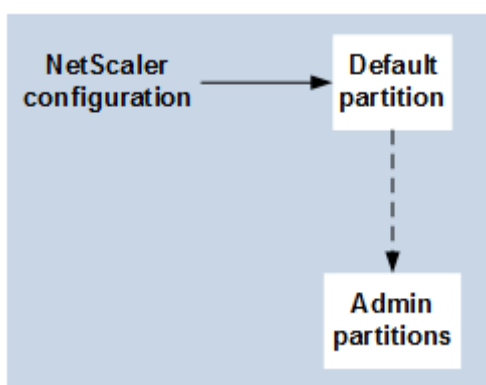 NetScaler
configuration
Default
partition
Admin
partitions